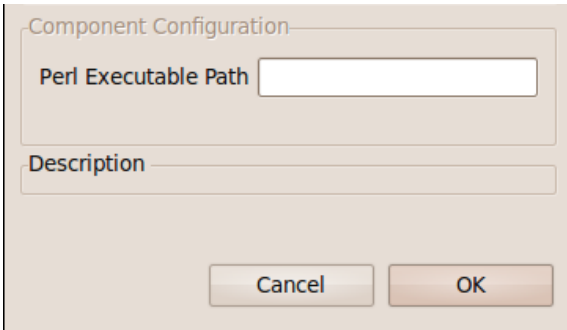 Component Configuration
Perl Executable Path
Description
Cancel OK